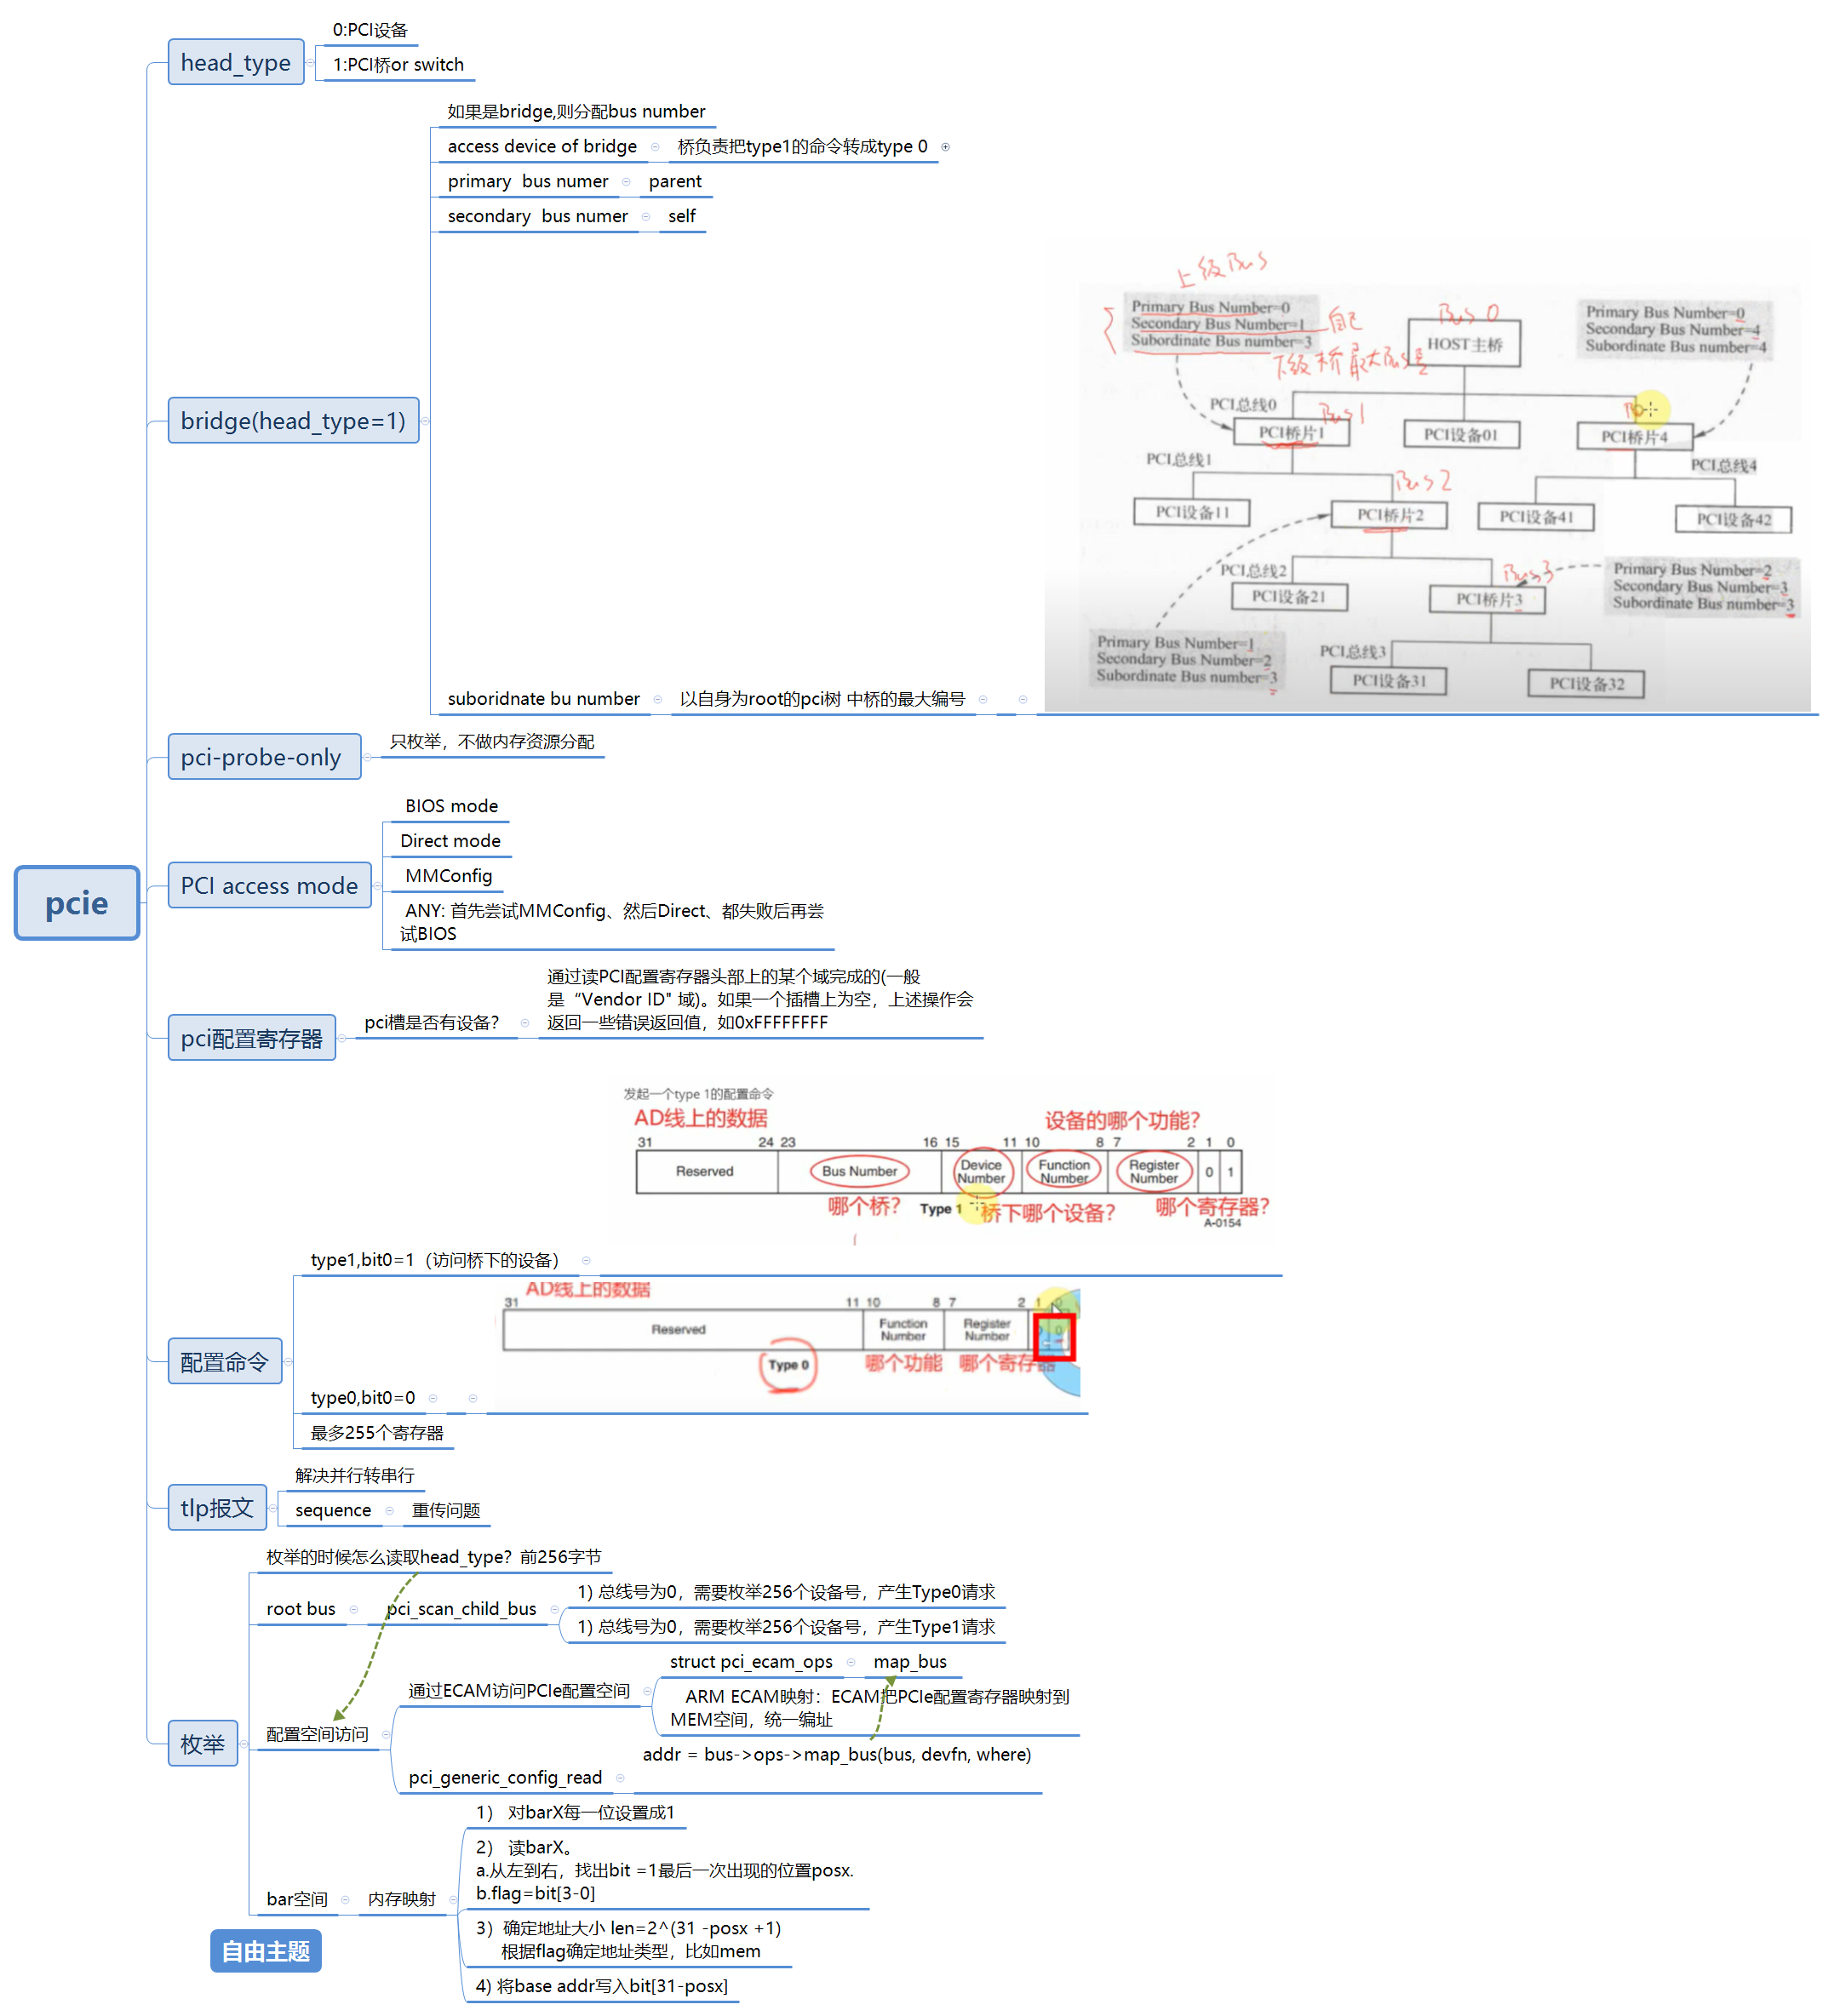 head_type
0:PCI设备
1:PCI桥or switch
bridge(head_type=1)
如果是bridge,则分配bus number
access device of bridge
桥负责把type1的命令转成type 0
primary  bus numer
parent
secondary  bus numer
self
suboridnate bu number
以自身为root的pci树 中桥的最大编号
上级Bus
Primary Bus Number=0
Secondary Bus Number=1
自己
Subordinate Bus number=3
下级桥最大Bus号
Bus 0
HOST主桥
Primary Bus Number=0
Secondary Bus Number=4
Subordinate Bus number=4
PCI总线0
Bus1
PCI桥片1
PCI设备01
PCI桥片4
PCI总线1
PCI总线4
Bus2
PCI设备11
PCI桥片2
PCI设备41
PCI设备42
PCI总线2
Bus3
PCI设备21
PCI桥片3
Primary Bus Number=2
Secondary Bus Number=3
Subordinate Bus number=3
Primary Bus Number=1
Secondary Bus Number=2
Subordinate Bus Number=3
PCI总线3
PCI设备31
PCI设备32
pci-probe-only
只枚举，不做内存资源分配
pcie
PCI access mode
BIOS mode
Direct mode
MMConfig
ANY: 首先尝试MMConfig、然后Direct、都失败后再尝
试BIOS
pci配置寄存器
pci槽是否有设备？
通过读PCI配置寄存器头部上的某个域完成的(一般
是“Vendor ID" 域)。如果一个插槽上为空，上述操作会
返回一些错误返回值，如0xFFFFFFFF
配置命令
发起一个type 1的配置命令
AD线上的数据
设备的哪个功能？
31 24 23 16 15 11 10 8 7 2 1 0
Reserved
Bus Number
Device Number
Function Number
Register Number
0 1
哪个桥？
Type 1
桥下哪个设备？
哪个寄存器？
A-0154
type1,bit0=1（访问桥下的设备）
AD线上的数据
31 11 10 8 7 2 1
Reserved
Function Number
Register Number
0
Type 0
哪个功能
哪个寄存器
type0,bit0=0
最多255个寄存器
tlp报文
解决并行转串行
sequence
重传问题
枚举
枚举的时候怎么读取head_type？前256字节
root bus
pci_scan_child_bus
1) 总线号为0，需要枚举256个设备号，产生Type0请求
1) 总线号为0，需要枚举256个设备号，产生Type1请求
配置空间访问
通过ECAM访问PCIe配置空间
struct pci_ecam_ops
map_bus
ARM ECAM映射：ECAM把PCIe配置寄存器映射到
MEM空间，统一编址
pci_generic_config_read
addr = bus->ops->map_bus(bus, devfn, where)
bar空间
内存映射
1） 对barX每一位设置成1
2） 读barX。
a.从左到右，找出bit =1最后一次出现的位置posx.
b.flag=bit[3-0]
3）确定地址大小 len=2^(31 -posx +1)
根据flag确定地址类型，比如mem
4) 将base addr写入bit[31-posx]
自由主题